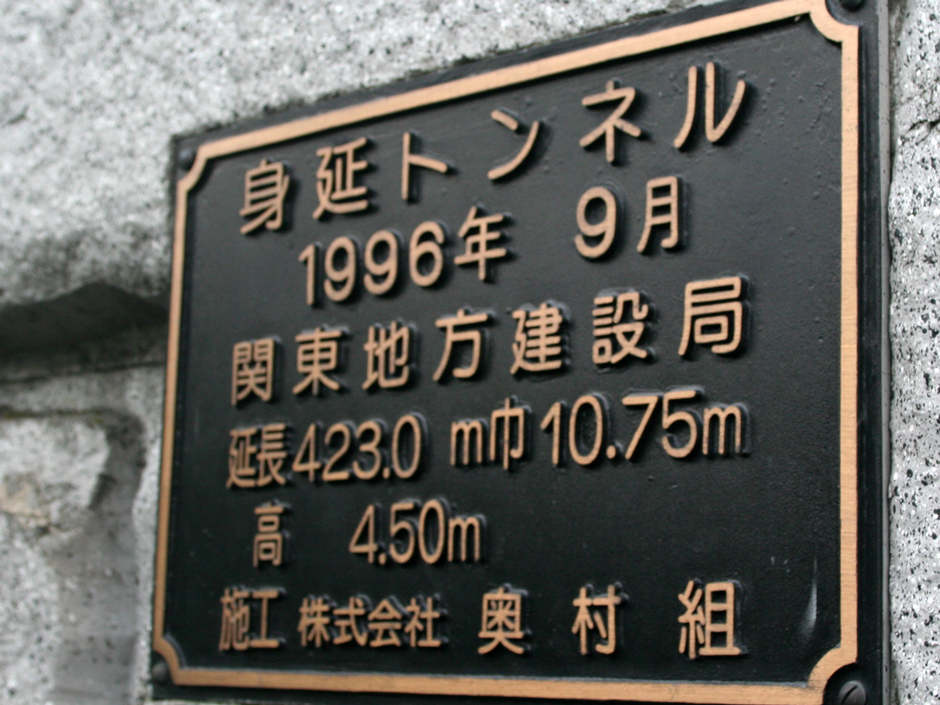 身延トンネル
1996年 9月
関東地方建設局
延長423.0m巾10.75m
高 4.50m
施工 株式会社 奥村組